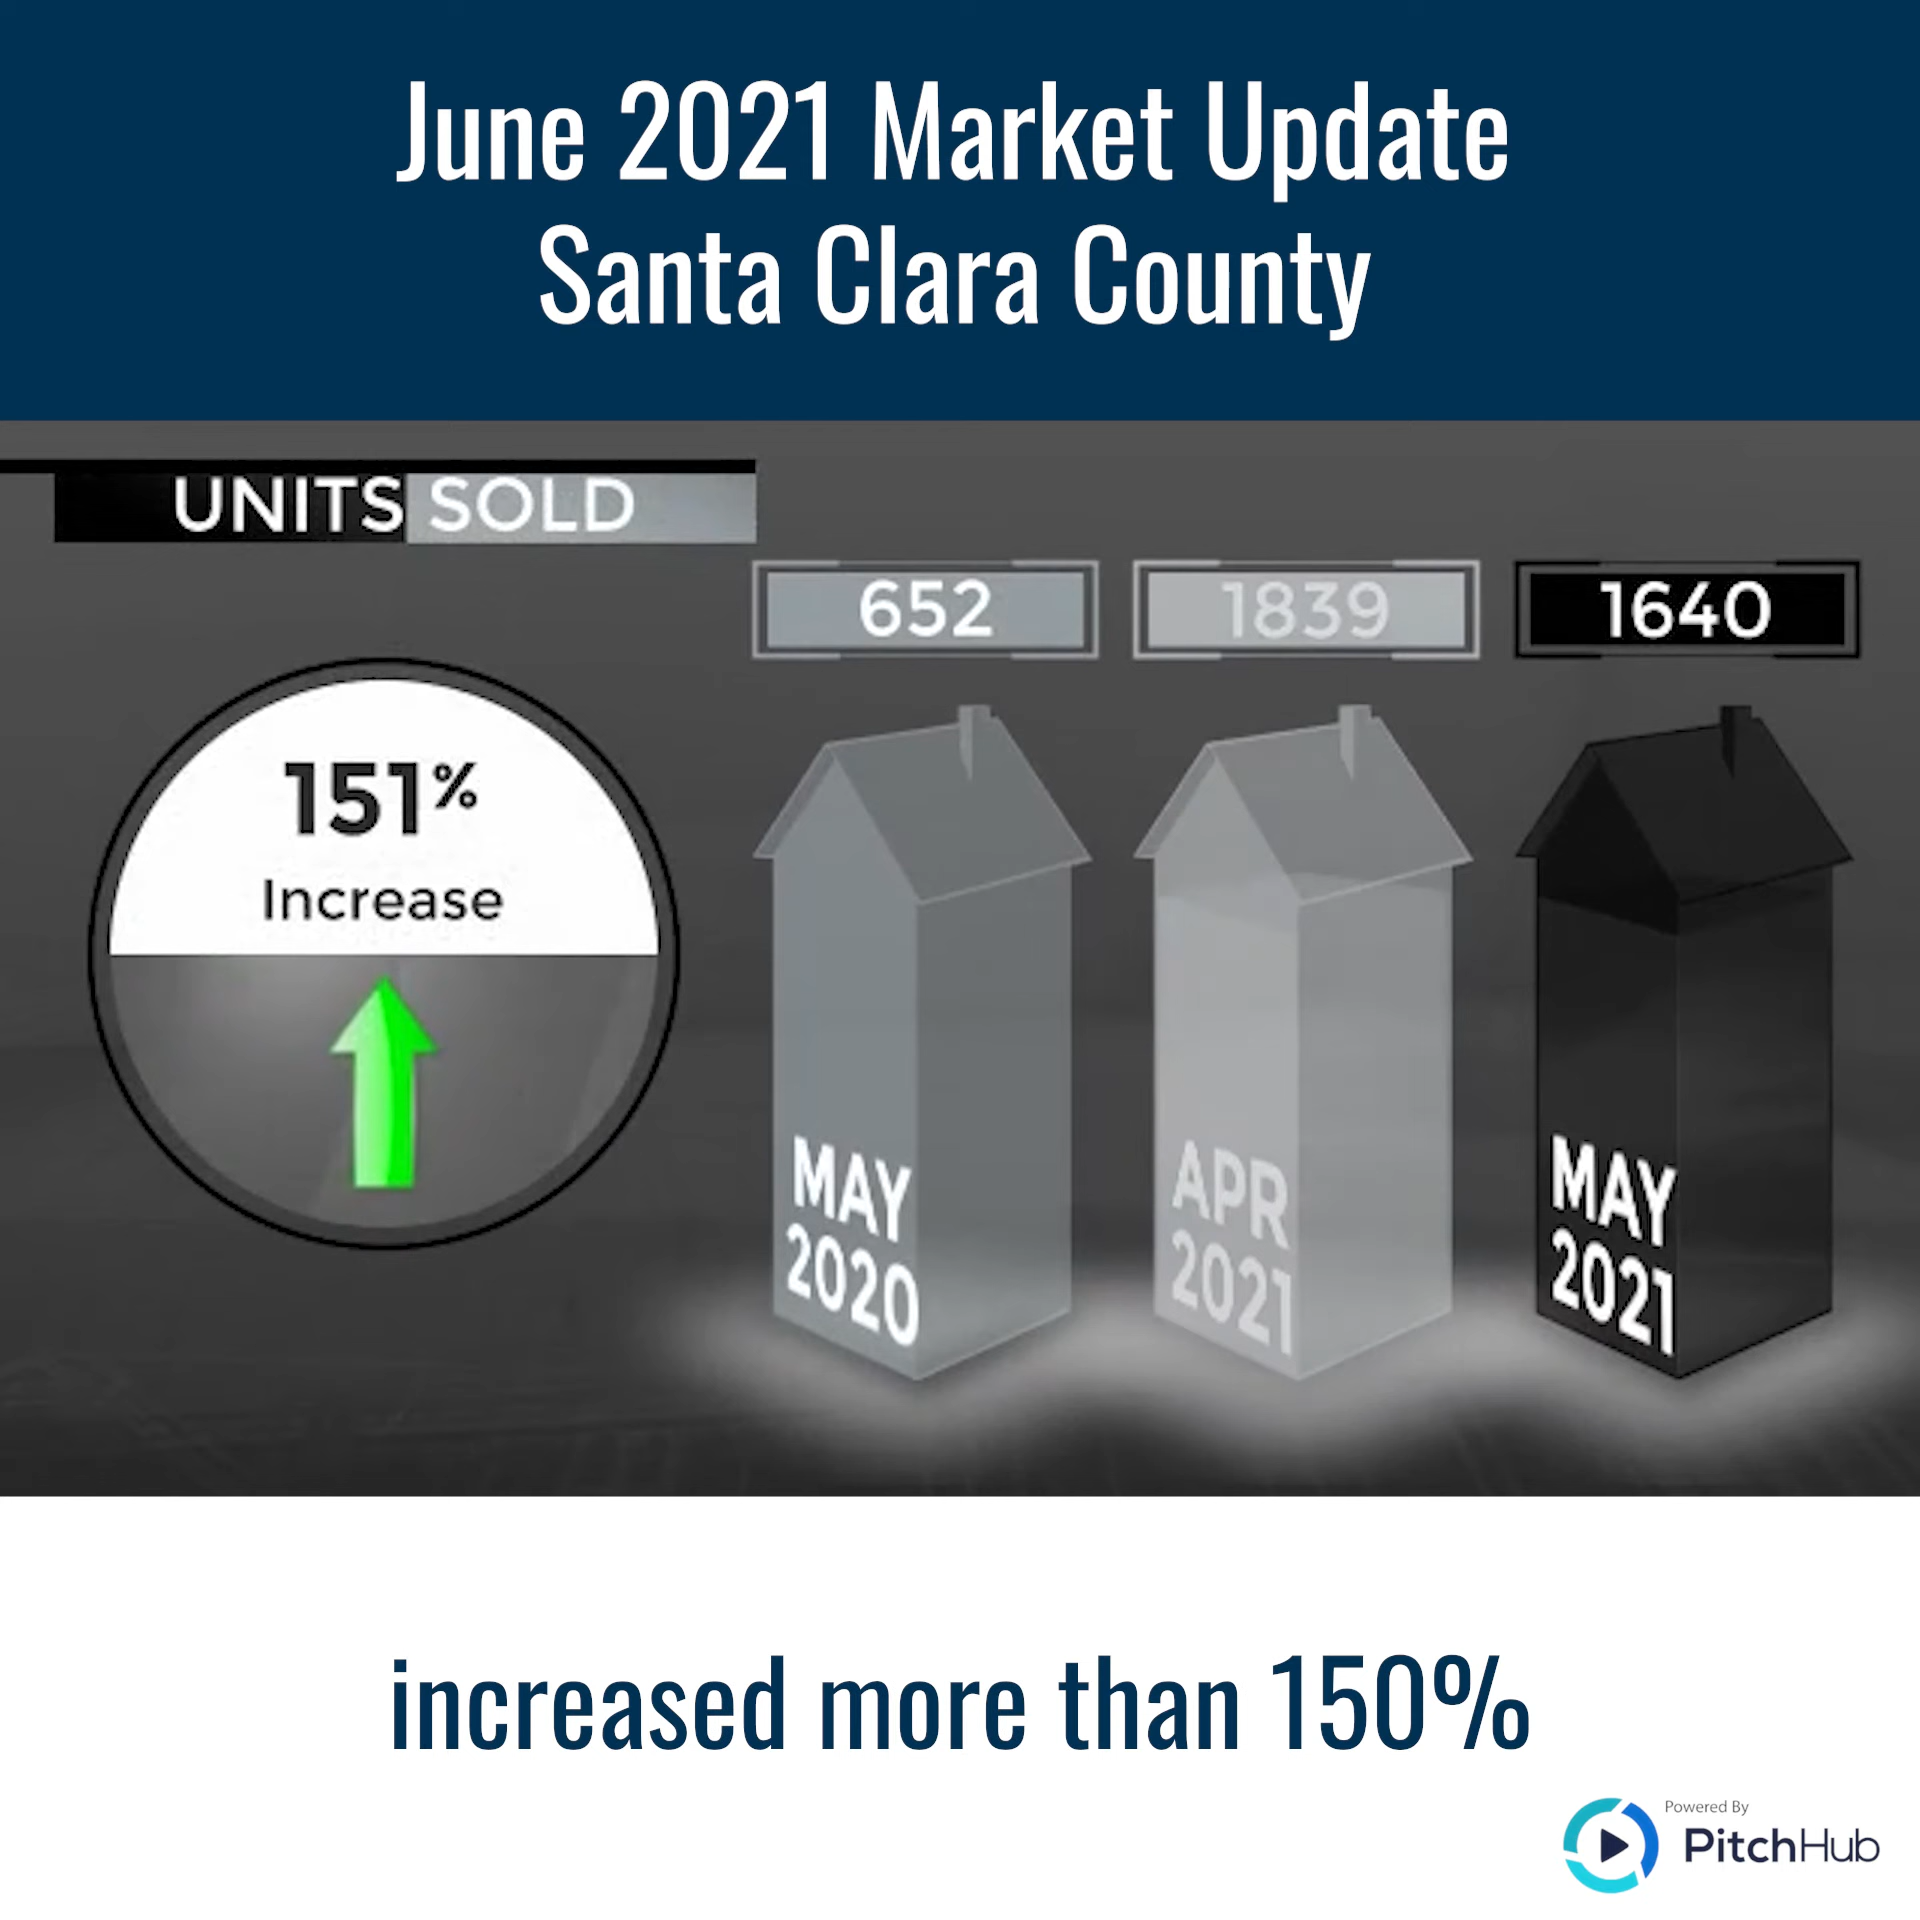 June 2021 Market Update
Santa Clara County
UNITS SOLD
652
1839
1640
151%
Increase
MAY
2020
APR
2021
MAY
2021
increased more than 150%
Powered By
PitchHub